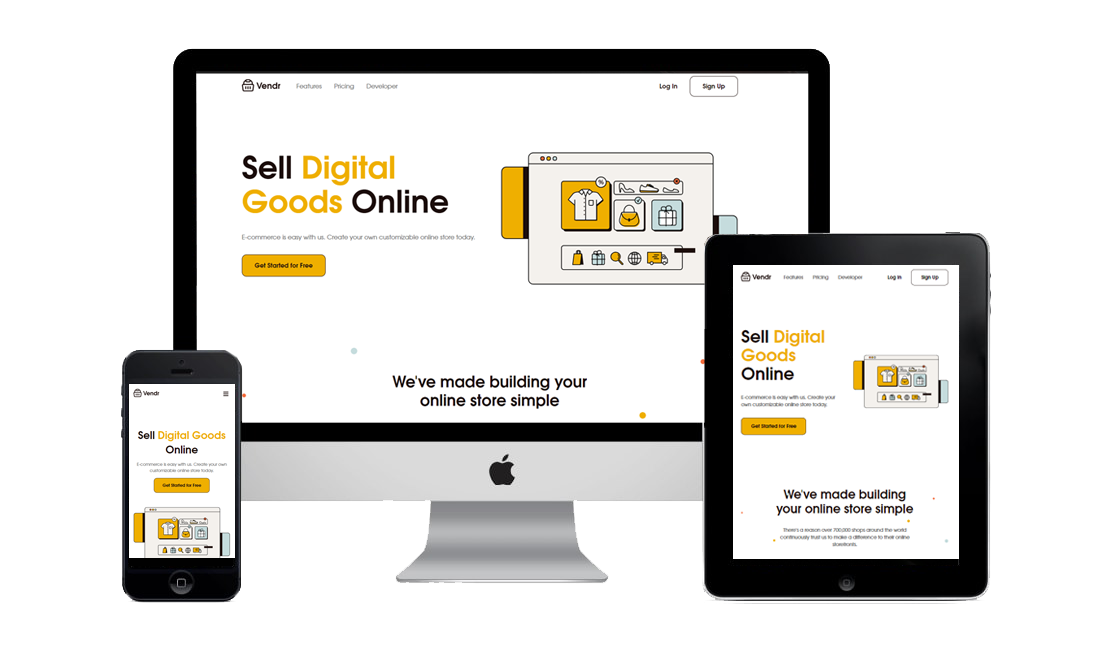 Vendr Features Pricing Developer Log In Sign Up
Sell Digital
Goods Online
E-commerce is easy with us. Create your own customizable online store today.
Get Started for Free
%
We've made building your
online store simple
Vendr
Sell Digital Goods
Online
E-commerce is easy with us. Create your own
customizable online store today.
Get Started for Free
Vendr Features Pricing Developer Log In Sign Up
Sell Digital
Goods
Online
E-commerce is easy with us. Create your
own customizable online store today.
Get Started for Free
We've made building
your online store simple
There's a reason over 700,000 shops around the world
continuously trust us to make a difference to their online
storefronts.